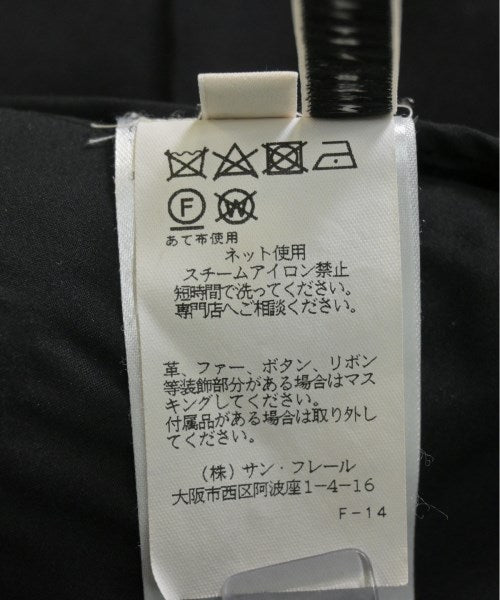 F W
あて布使用
ネット使用
スチームアイロン禁止
短時間で洗ってください。
専門店へご相談ください。
革、ファー、ボタン、リボン
等装飾部分がある場合はマス
キングしてください。
付属品がある場合は取り外し
てください。
(株)サン・フレール
大阪市西区阿波座1-4-16
F-14